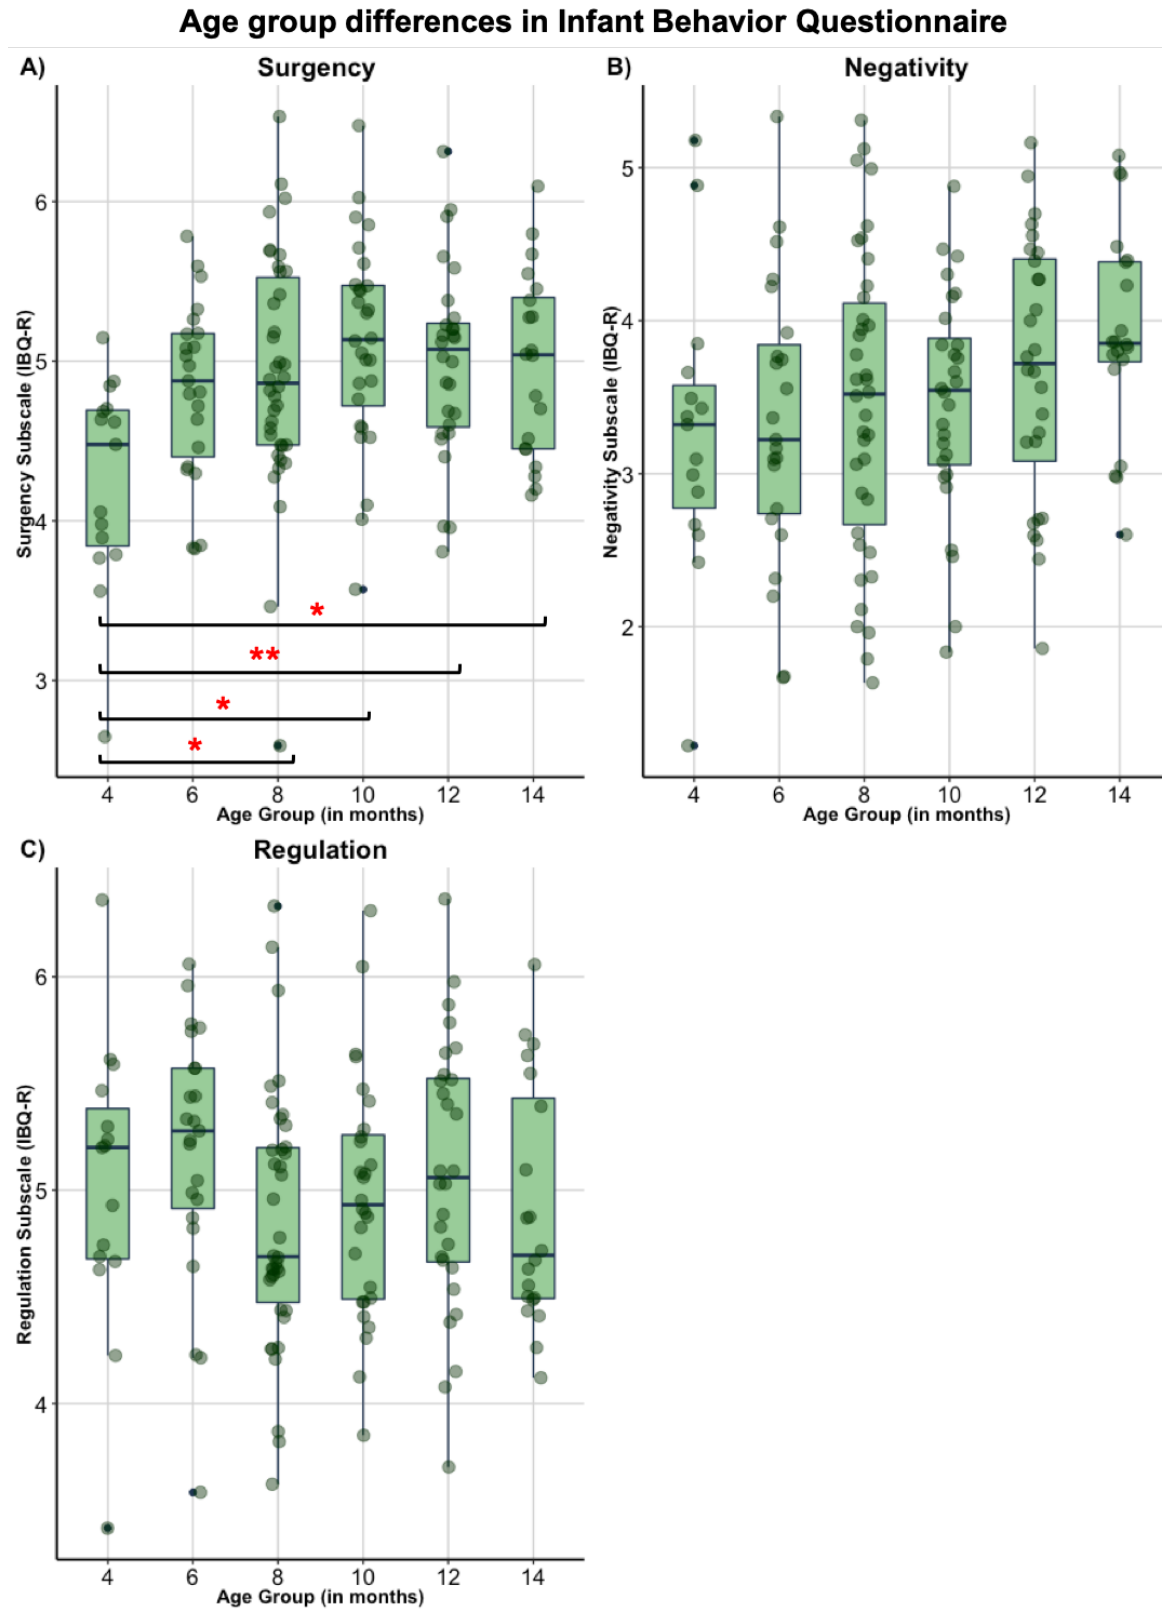 Age group differences in Infant Behavior Questionnaire
A)
Surgency
Surgency Subscale (IBQ-R)
6
5
4
3
*
**
*
*
4 6 8 10 12 14
Age Group (in months)
B)
Negativity
Negativity Subscale (IBQ-R)
5
4
3
2
4 6 8 10 12 14
Age Group (in months)
C)
Regulation
Regulation Subscale (IBQ-R)
6
5
4
4 6 8 10 12 14
Age Group (in months)